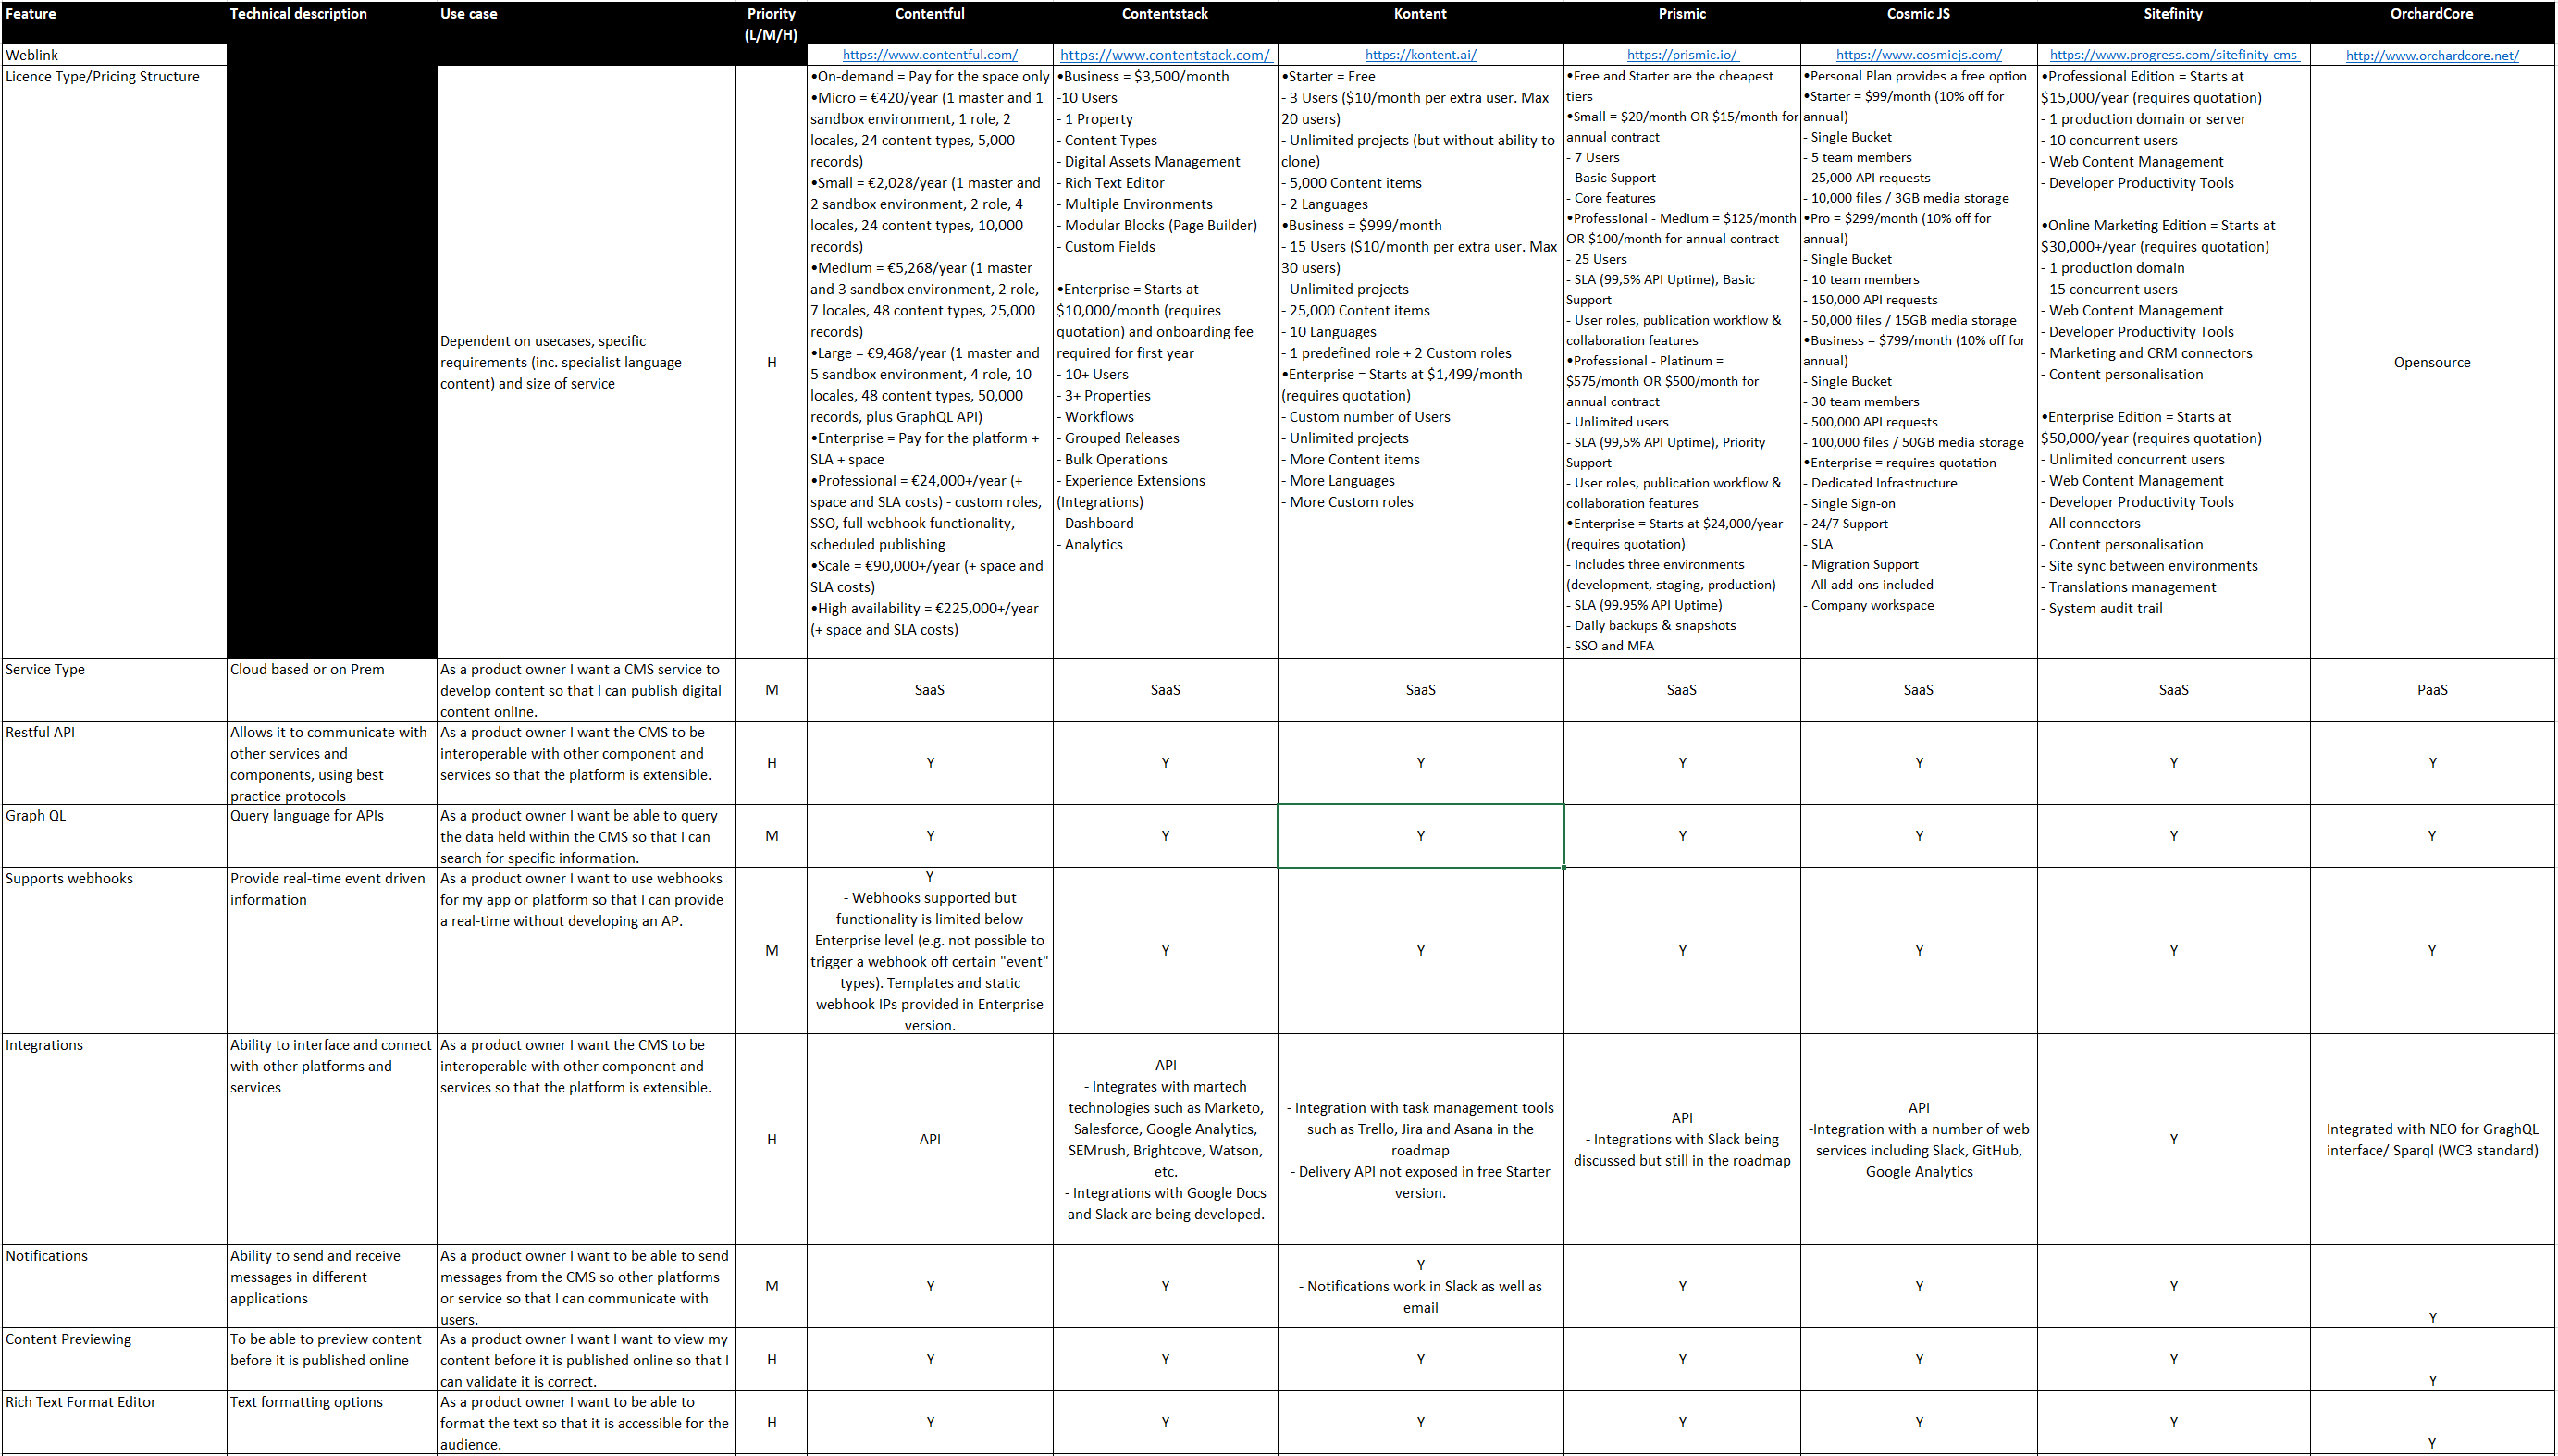 Feature
Technical description
Use case
Priority
(L/M/H)
Contentful
Contentstack
Kontent
Prismic
Cosmic JS
Sitefinity
OrchardCore
Weblink
https://www.contentful.com/
https://www.contentstack.com/
https://kontent.ai/
https://prismic.io/
https://www.cosmicjs.com/
https://www.progress.com/sitefinity-cms
http://www.orchardcore.net/
Licence Type/Pricing Structure
Dependent on usecases, specific
requirements (inc. specialist language
content) and size of service
H
•On-demand = Pay for the space only
•Micro = €420/year (1 master and 1
sandbox environment, 1 role, 2
locales, 24 content types, 5,000
records)
•Small = €2,028/year (1 master and
2 sandbox environment, 2 role, 4
locales, 24 content types, 10,000
records)
•Medium = €5,268/year (1 master
and 3 sandbox environment, 2 role,
7 locales, 48 content types, 25,000
records)
•Large = €9,468/year (1 master and
5 sandbox environment, 4 role, 10
locales, 48 content types, 50,000
records, plus GraphQL API)
•Enterprise = Pay for the platform +
SLA + space
•Professional = €24,000+/year (+
space and SLA costs) - custom roles,
SSO, full webhook functionality,
scheduled publishing
•Scale = €90,000+/year (+ space and
SLA costs)
•High availability = €225,000+/year
(+ space and SLA costs)
•Business = $3,500/month
-10 Users
- 1 Property
- Content Types
- Digital Assets Management
- Rich Text Editor
- Multiple Environments
- Modular Blocks (Page Builder)
- Custom Fields
•Enterprise = Starts at
$10,000/month (requires
quotation) and onboarding fee
required for first year
- 10+ Users
- 3+ Properties
- Workflows
- Grouped Releases
- Bulk Operations
- Experience Extensions
(Integrations)
- Dashboard
- Analytics
•Starter = Free
- 3 Users ($10/month per extra user. Max
20 users)
- Unlimited projects (but without ability to
clone)
- 5,000 Content items
- 2 Languages
•Business = $999/month
- 15 Users ($10/month per extra user. Max
30 users)
- Unlimited projects
- 25,000 Content items
- 10 Languages
- 1 predefined role + 2 Custom roles
•Enterprise = Starts at $1,499/month
(requires quotation)
- Custom number of Users
- Unlimited projects
- More Content items
- More Languages
- More Custom roles
•Free and Starter are the cheapest
tiers
•Small = $20/month OR $15/month for
annual contract
- 7 Users
- Basic Support
- Core features
•Professional - Medium = $125/month
OR $100/month for annual contract
- 25 Users
- SLA (99,5% API Uptime), Basic
Support
- User roles, publication workflow &
collaboration features
•Professional - Platinum =
$575/month OR $500/month for
annual contract
- Unlimited users
- SLA (99,5% API Uptime), Priority
Support
- User roles, publication workflow &
collaboration features
•Enterprise = Starts at $24,000/year
(requires quotation)
- Includes three environments
(development, staging, production)
- SLA (99.95% API Uptime)
- Daily backups & snapshots
- SSO and MFA
•Personal Plan provides a free option
•Starter = $99/month (10% off for
annual)
- Single Bucket
- 5 team members
- 25,000 API requests
- 10,000 files / 3GB media storage
•Pro = $299/month (10% off for
annual)
- Single Bucket
- 10 team members
- 150,000 API requests
- 50,000 files / 15GB media storage
•Business = $799/month (10% off for
annual)
- Single Bucket
- 30 team members
- 500,000 API requests
- 100,000 files / 50GB media storage
•Enterprise = requires quotation
- Dedicated Infrastructure
- Single Sign-on
- 24/7 Support
- SLA
- Migration Support
- All add-ons included
- Company workspace
•Professional Edition = Starts at
$15,000/year (requires quotation)
- 1 production domain or server
- 10 concurrent users
- Web Content Management
- Developer Productivity Tools
•Online Marketing Edition = Starts at
$30,000+/year (requires quotation)
- 1 production domain
- 15 concurrent users
- Web Content Management
- Developer Productivity Tools
- Marketing and CRM connectors
- Content personalisation
•Enterprise Edition = Starts at
$50,000/year (requires quotation)
- Unlimited concurrent users
- Web Content Management
- Developer Productivity Tools
- All connectors
- Content personalisation
- Site sync between environments
- Translations management
- System audit trail
Opensource
Service Type
Cloud based or on Prem
As a product owner I want a CMS service to
develop content so that I can publish digital
content online.
M
SaaS
SaaS
SaaS
SaaS
SaaS
SaaS
PaaS
Restful API
Allows it to communicate with
other services and
components, using best
practice protocols
As a product owner I want the CMS to be
interoperable with other component and
services so that the platform is extensible.
H
Y
Y
Y
Y
Y
Y
Y
Graph QL
Query language for APIs
As a product owner I want be able to query
the data held within the CMS so that I can
search for specific information.
M
Y
Y
Y
Y
Y
Y
Y
Supports webhooks
Provide real-time event driven
information
As a product owner I want to use webhooks
for my app or platform so that I can provide
a real-time without developing an AP.
M
Y
- Webhooks supported but
functionality is limited below
Enterprise level (e.g. not possible to
trigger a webhook off certain "event"
types). Templates and static
webhook IPs provided in Enterprise
version.
Y
Y
Y
Y
Y
Y
Integrations
Ability to interface and connect
with other platforms and
services
As a product owner I want the CMS to be
interoperable with other component and
services so that the platform is extensible.
H
API
API
- Integrates with martech
technologies such as Marketo,
Salesforce, Google Analytics,
SEMrush, Brightcove, Watson,
etc.
- Integrations with Google Docs
and Slack are being developed.
- Integration with task management tools
such as Trello, Jira and Asana in the
roadmap
- Delivery API not exposed in free Starter
version.
API
- Integrations with Slack being
discussed but still in the roadmap
API
-Integration with a number of web
services including Slack, GitHub,
Google Analytics
Y
Integrated with NEO for GraghQL
interface/ Sparql (WC3 standard)
Notifications
Ability to send and receive
messages in different
applications
As a product owner I want to be able to send
messages from the CMS so other platforms
or service so that I can communicate with
users.
M
Y
Y
Y
- Notifications work in Slack as well as
email
Y
Y
Y
Y
Content Previewing
To be able to preview content
before it is published online
As a product owner I want I want to view my
content before it is published online so that I
can validate it is correct.
H
Y
Y
Y
Y
Y
Y
Y
Rich Text Format Editor
Text formatting options
As a product owner I want to be able to
format the text so that it is accessible for the
audience.
H
Y
Y
Y
Y
Y
Y
Y